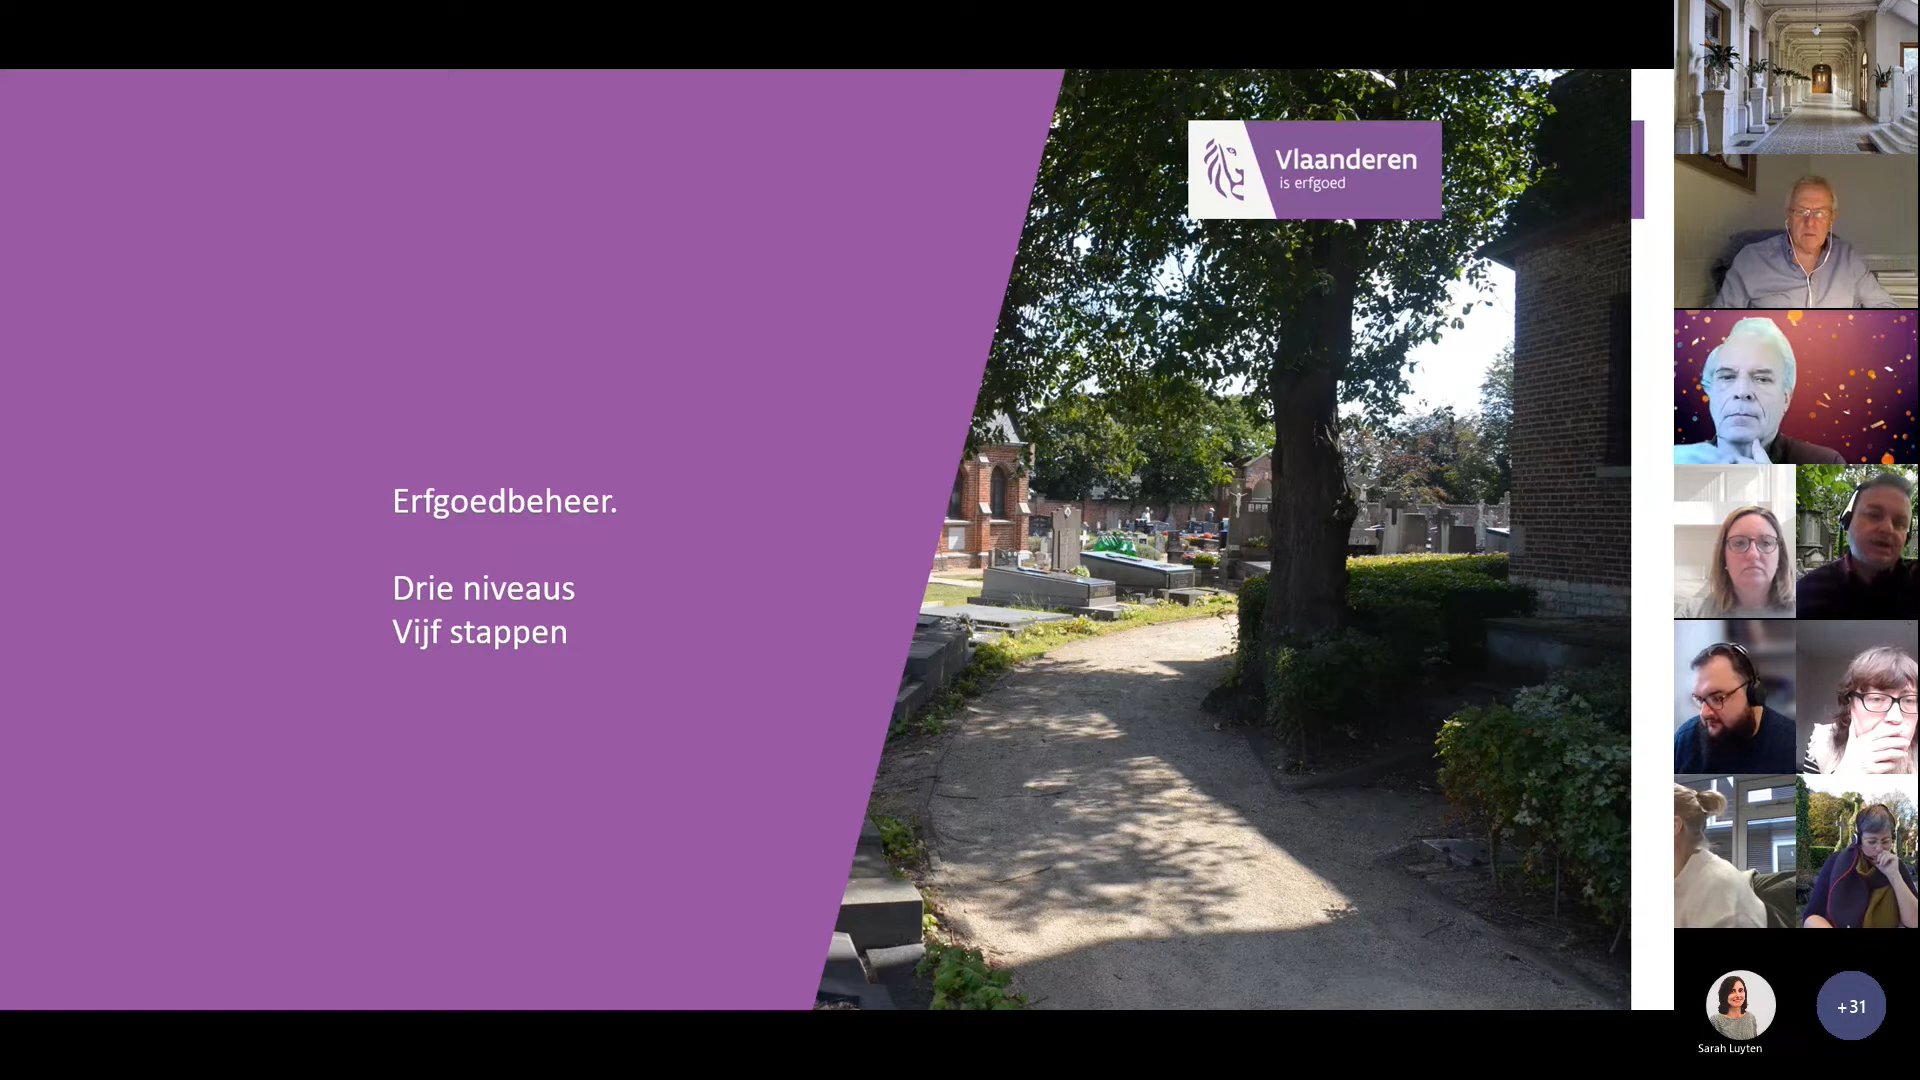 Vlaanderen
is erfgoed
Erfgoedbeheer.
Drie niveaus
Vijf stappen
Sarah Luyten
+31